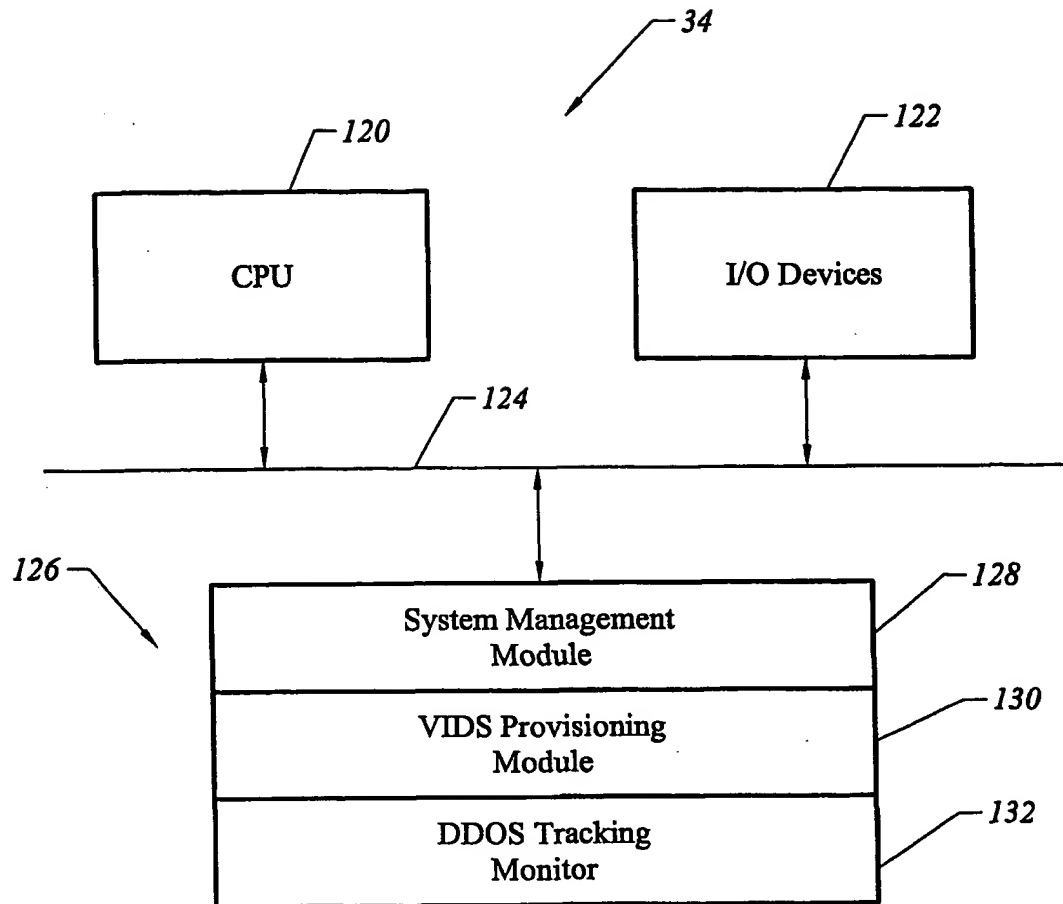 34
120
122
CPU
I/O Devices
124
126
128
System Management
Module
130
VIDS Provisioning
Module
132
DDOS Tracking
Monitor